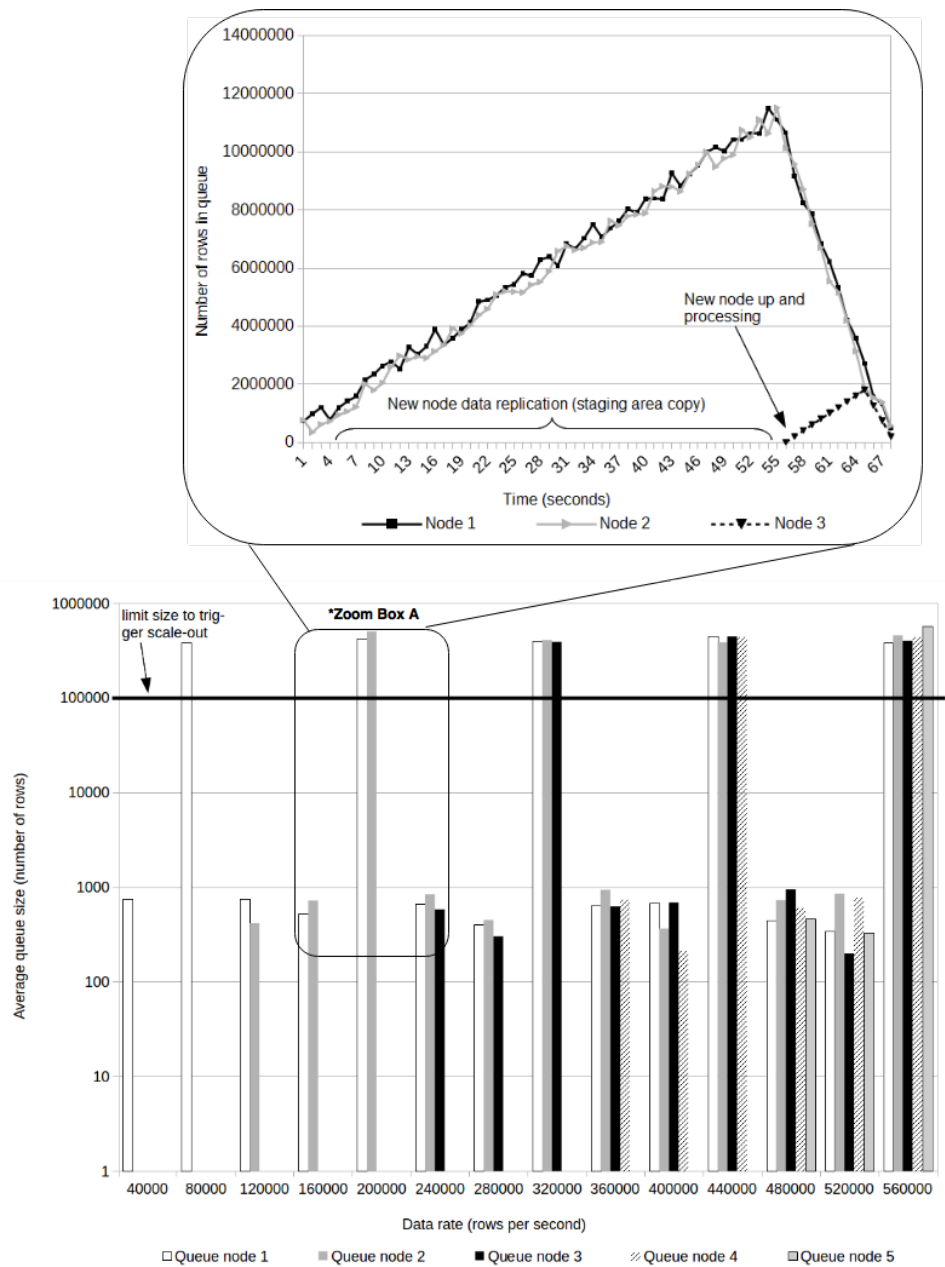 14000000
12000000
10000000
8000000
6000000
4000000
2000000
0
Number of rows in queue
New node up and
processing
New node data replication (staging area copy)
1 4 7 10 13 16 19 22 25 28 31 34 37 40 43 46 49 52 55 58 61 64 67
Time (seconds)
Node 1 Node 2 Node 3
limit size to trig-
ger scale-out
*Zoom Box A
1000000
100000
10000
1000
100
10
1
Average queue size (number of rows)
40000 80000 120000 160000 200000 240000 280000 320000 360000 400000 440000 480000 520000 560000
Data rate (rows per second)
Queue node 1 Queue node 2 Queue node 3 Queue node 4 Queue node 5